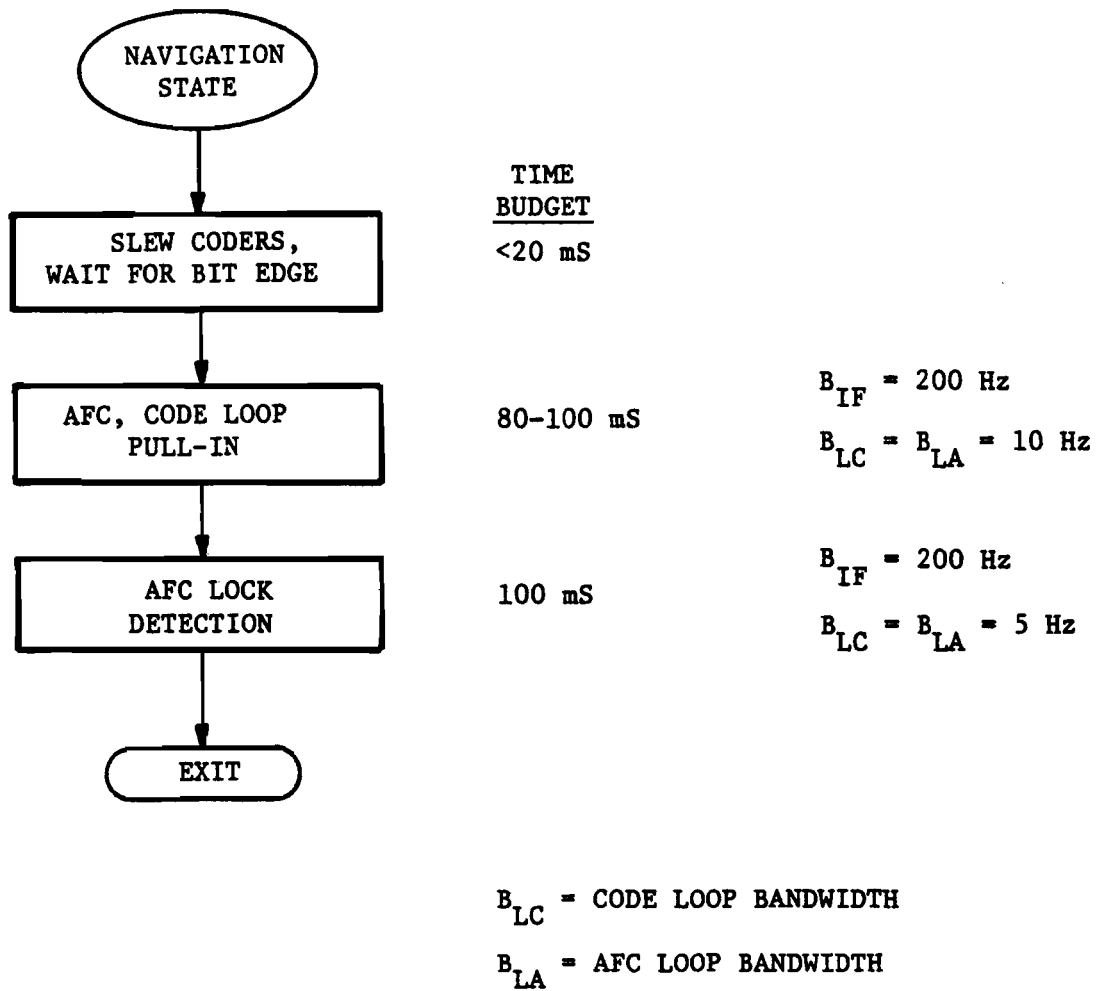 NAVIGATION
STATE
TIME
BUDGET
SLEW CODERS,
WAIT FOR BIT EDGE
<20 mS
AFC, CODE LOOP
PULL-IN
80-100 mS
B_IF = 200 Hz
B_LC = B_LA = 10 Hz
AFC LOCK
DETECTION
100 mS
B_IF = 200 Hz
B_LC = B_LA = 5 Hz
EXIT
B_LC = CODE LOOP BANDWIDTH
B_LA = AFC LOOP BANDWIDTH